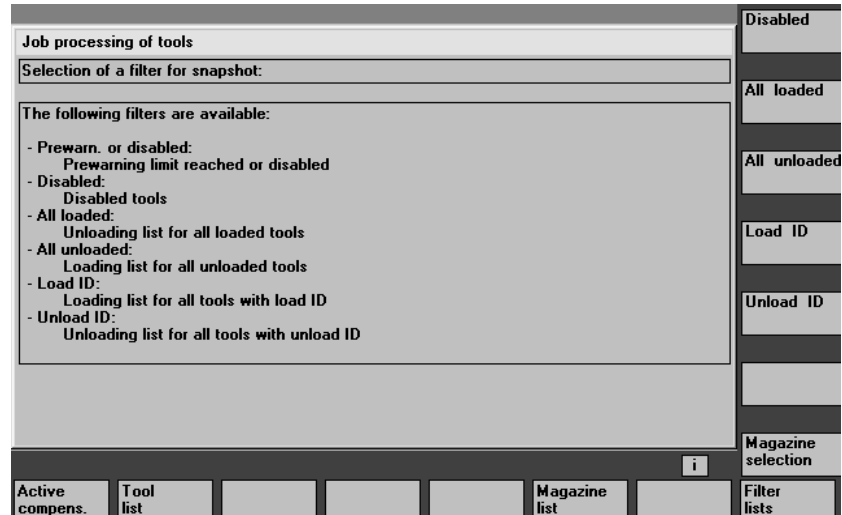 Job processing of tools
Selection of a filter for snapshot:
The following filters are available:
- Prewarn. or disabled:
Prewarning limit reached or disabled
- Disabled:
Disabled tools
- All loaded:
Unloading list for all loaded tools
- All unloaded:
Loading list for all unloaded tools
- Load ID:
Loading list for all tools with load ID
- Unload ID:
Unloading list for all tools with unload ID
Disabled
All loaded
All unloaded
Load ID
Unload ID
Magazine
selection
i
Active
compens.
Tool
list
Magazine
list
Filter
lists